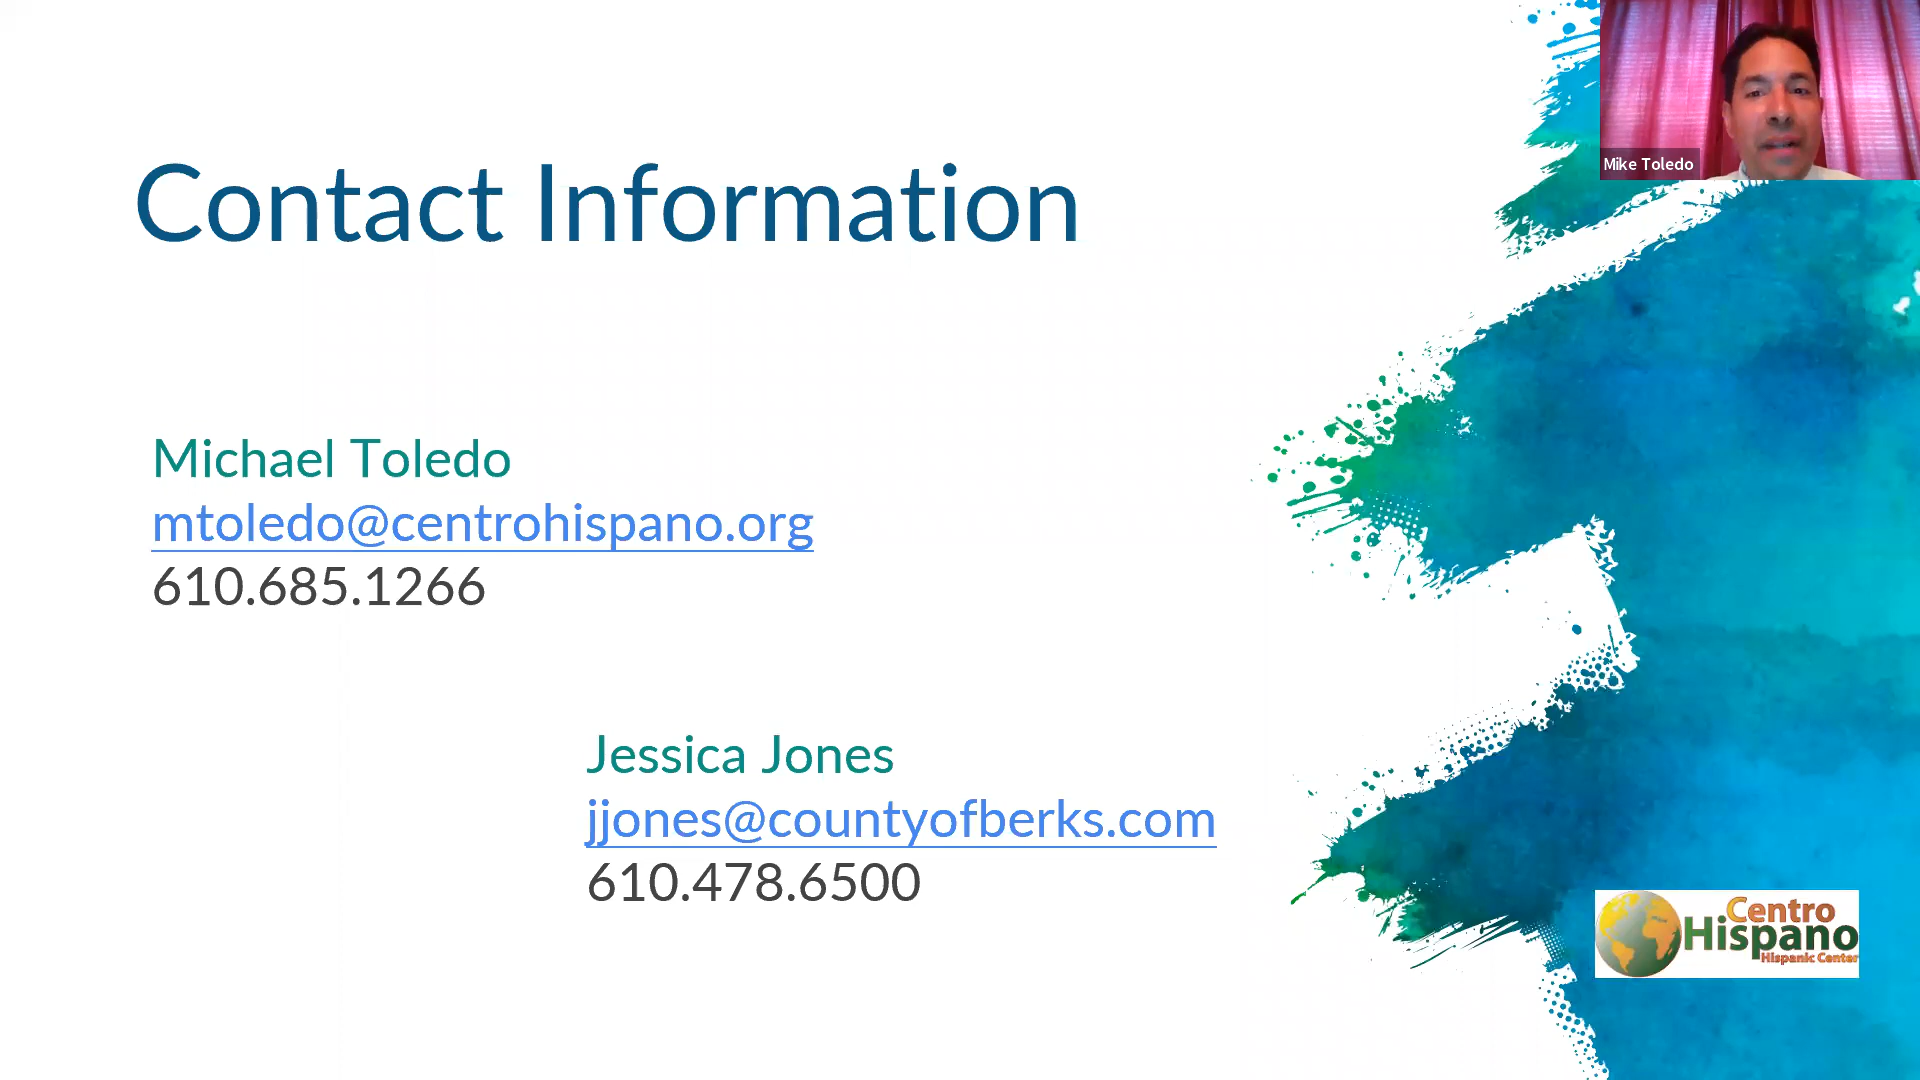 Mike Toledo
Contact Information
Michael Toledo
mtoledo@centrohispano.org
610.685.1266
Jessica Jones
jjones@countyofberks.com
610.478.6500
Centro
Hispano
Hispanic Center